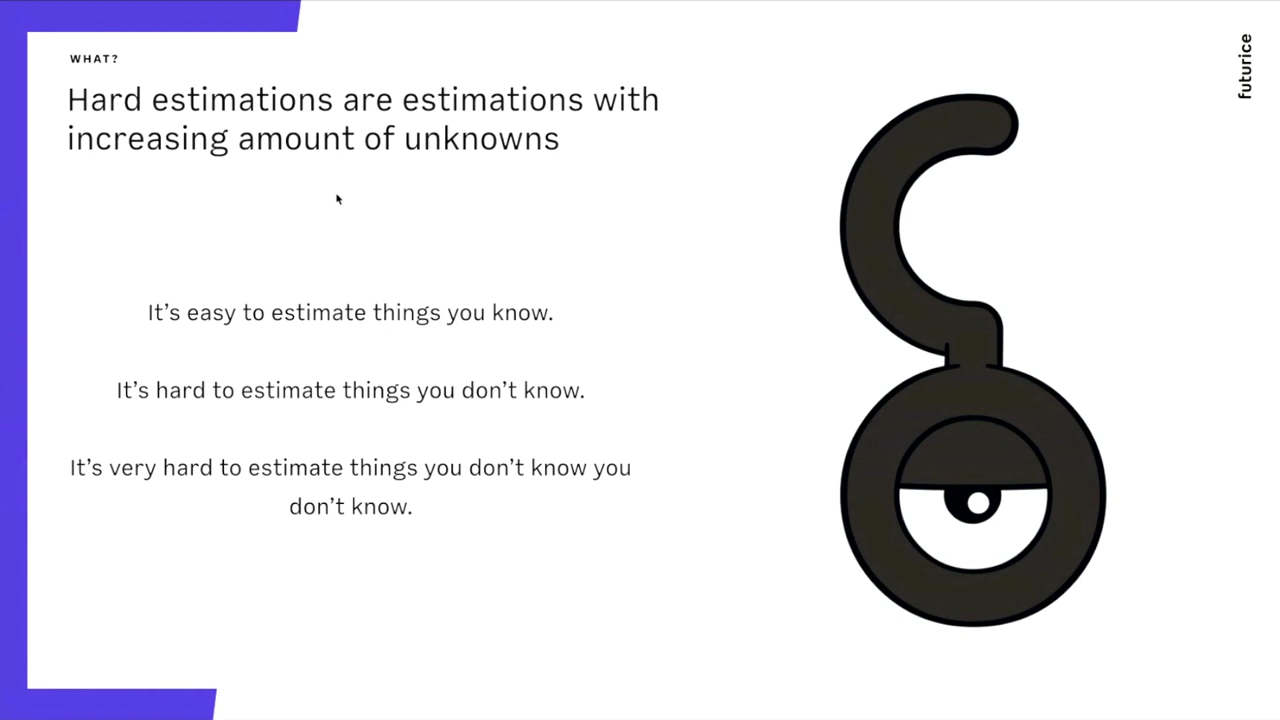 WHAT?
Hard estimations are estimations with
increasing amount of unknowns
It’s easy to estimate things you know.
It’s hard to estimate things you don’t know.
It’s very hard to estimate things you don’t know you
don’t know.
futurice